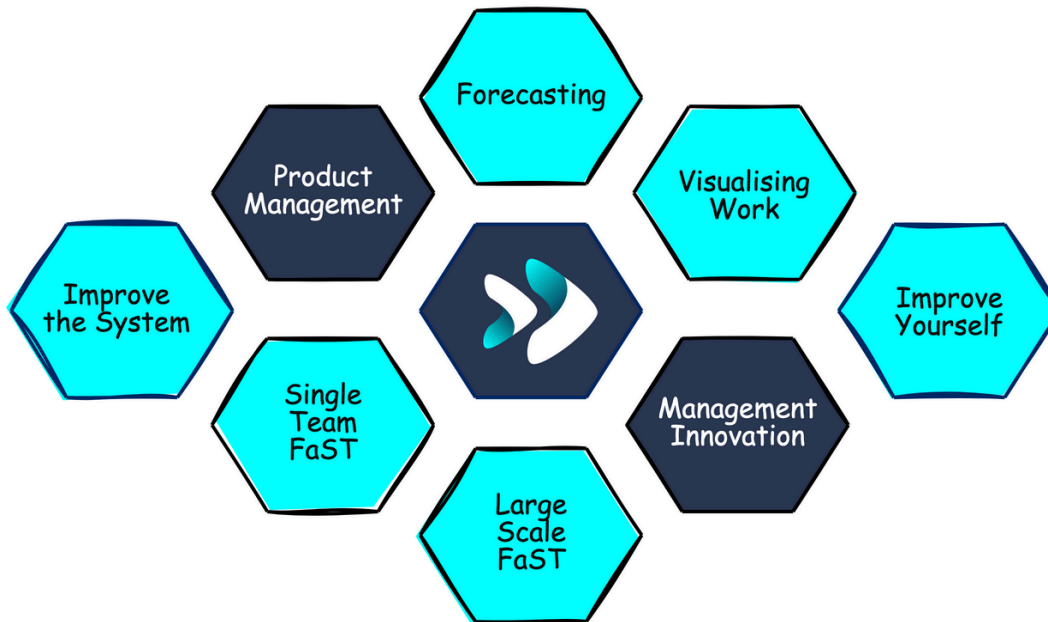 Forecasting
Product
Management
Visualising
Work
Improve
the System
Improve
Yourself
Single
Team
FaST
Management
Innovation
Large
Scale
FaST